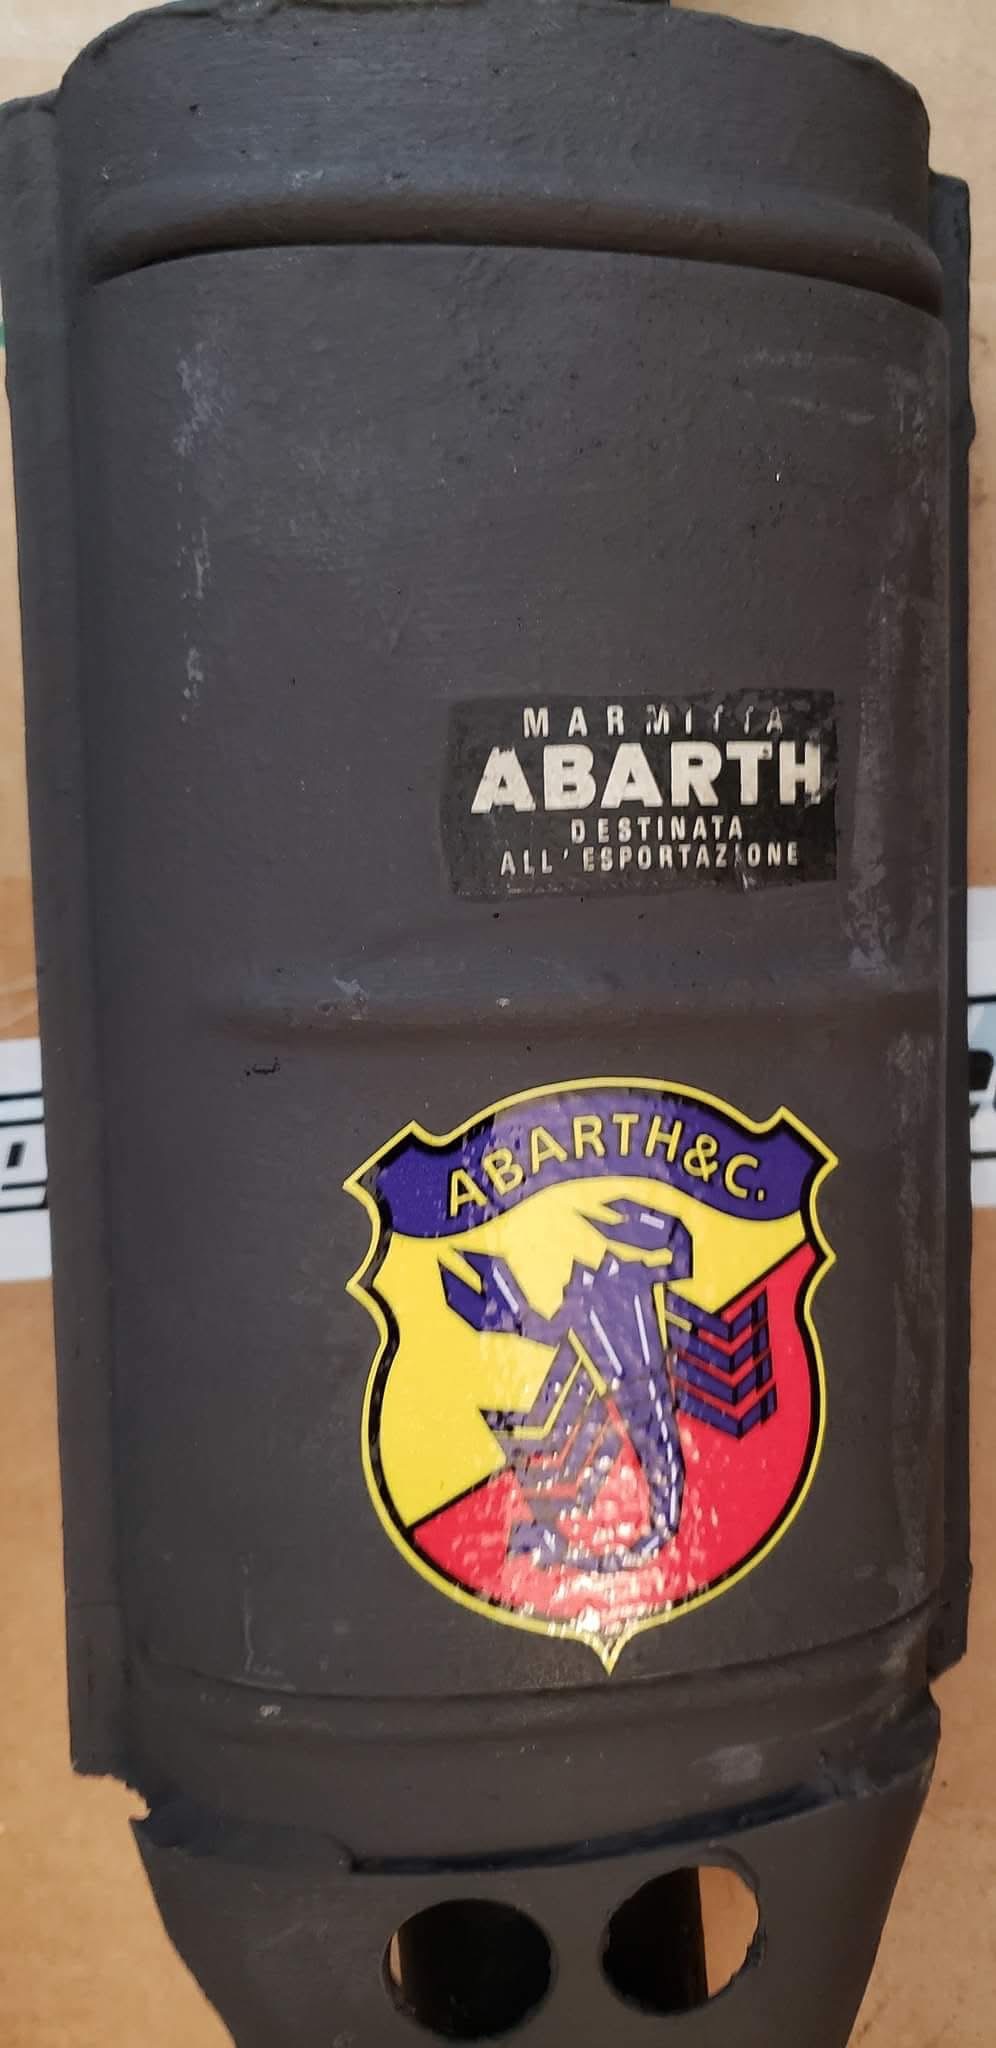 MARMITTA
ABARTH
DESTINATA
ALL'ESPORTAZIONE
ABARTH&C.